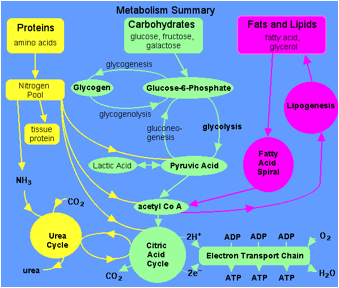 Metabolism Summary
Proteins
amino acids
Carbohydrates
glucose, fructose,
galactose
Fats and Lipids
fatty acid,
glycerol
glycogenesis
Nitrogen
Pool
Glycogen
Glucose-6-Phosphate
Lipogenesis
glycogenolysis
tissue
protein
gluconeo-
genesis
glycolysis
Lactic Acid
Pyruvic Acid
Fatty
Acid
Spiral
NH3
CO2
acetyl Co A
Urea
Cycle
urea
Citric
Acid
Cycle
CO2
2H+
2e–
ADP ADP ADP
O2
Electron Transport Chain
ATP ATP ATP
H2O